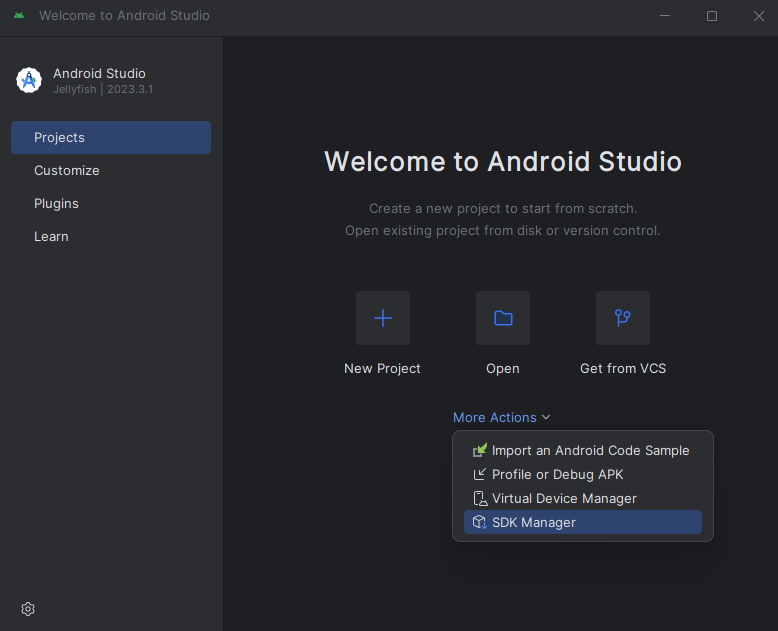 Welcome to Android Studio
Android Studio
Jellyfish | 2023.3.1
Projects
Customize
Plugins
Learn
Welcome to Android Studio
Create a new project to start from scratch.
Open existing project from disk or version control.
New Project
Open
Get from VCS
More Actions
Import an Android Code Sample
Profile or Debug APK
Virtual Device Manager
SDK Manager